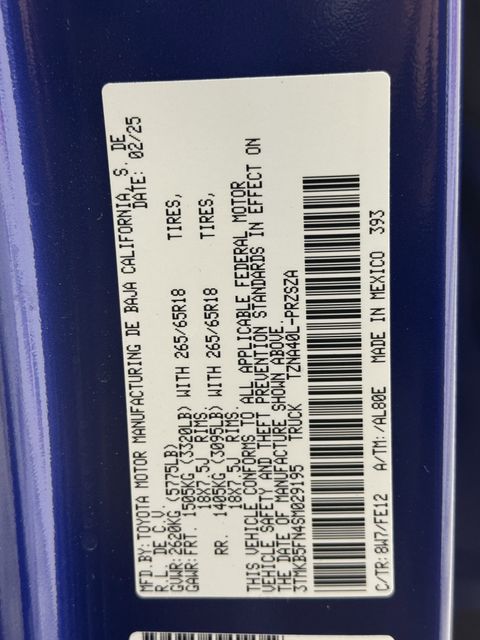 MFD.BY:TOYOTA MOTOR MANUFACTURING DE BAJA CALIFORNIA, S. DE
R.L. DE C.V. DATE: 02/25
GVWR:2620KG (5775LB)
GAWR:FRT. 1505KG (3320LB) WITH 265/65R18 TIRES,
18X7.5J RIMS.
RR. 1405KG (3095LB) WITH 265/65R18 TIRES,
18X7.5J RIMS.
THIS VEHICLE CONFORMS TO ALL APPLICABLE FEDERAL MOTOR
VEHICLE SAFETY AND THEFT PREVENTION STANDARDS IN EFFECT ON
THE DATE OF MANUFACTURE SHOWN ABOVE.
3TMKB5FN4SM029195 TRUCK TZNA40L-PRZSZA
C/TR:8W7/FE12 A/TM:/AL80E MADE IN MEXICO 393